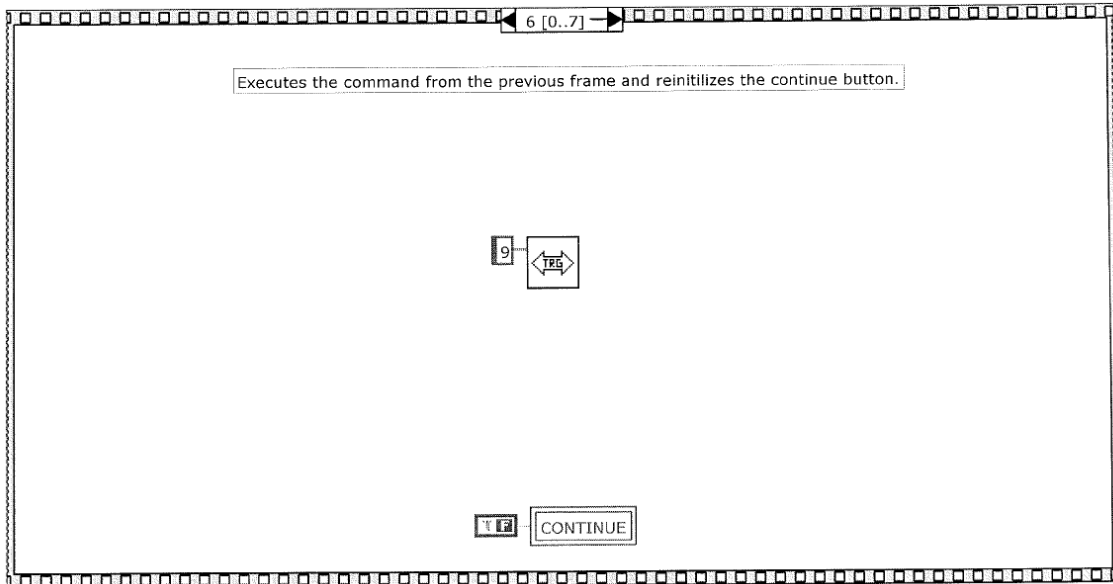 6 [0..7]
Executes the command from the previous frame and reinitilizes the continue button.
9
TRG
T F
CONTINUE